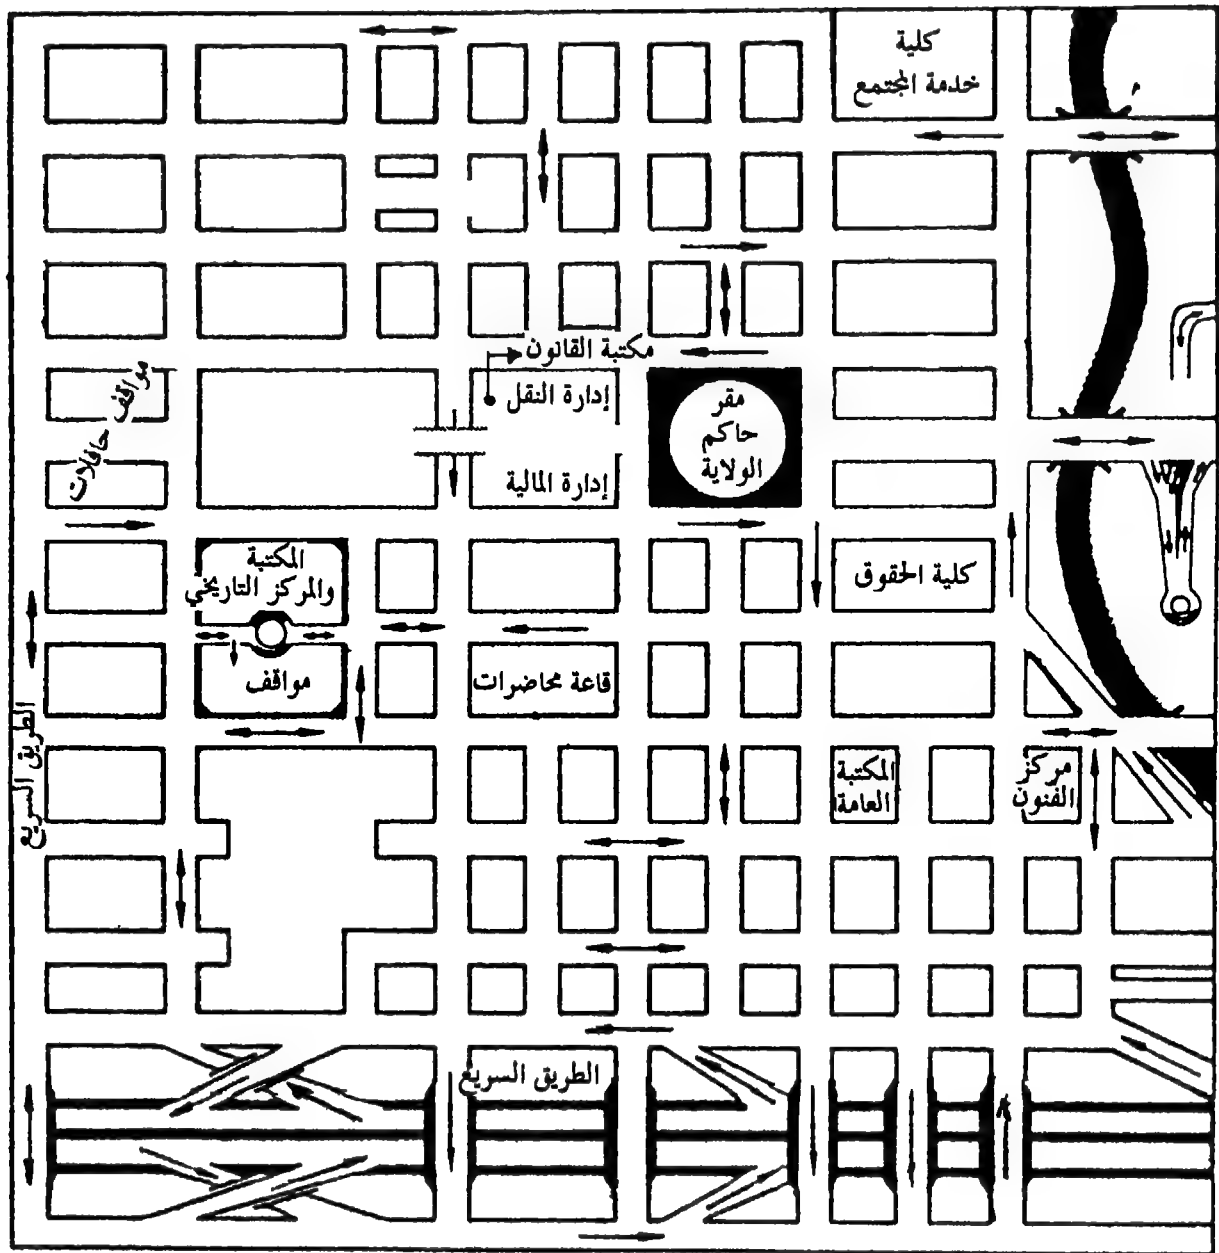 كلية
خدمة المجتمع
مكتبة القانون
إدارة النقل
مقر
حاكم
الولاية
مواقف حافلات
إدارة المالية
المكتبة
والمركز التاريخي
كلية الحقوق
مواقف
قاعة محاضرات
الطريق السريع
المكتبة
العامة
مركز
الفنون
الطريق السريع